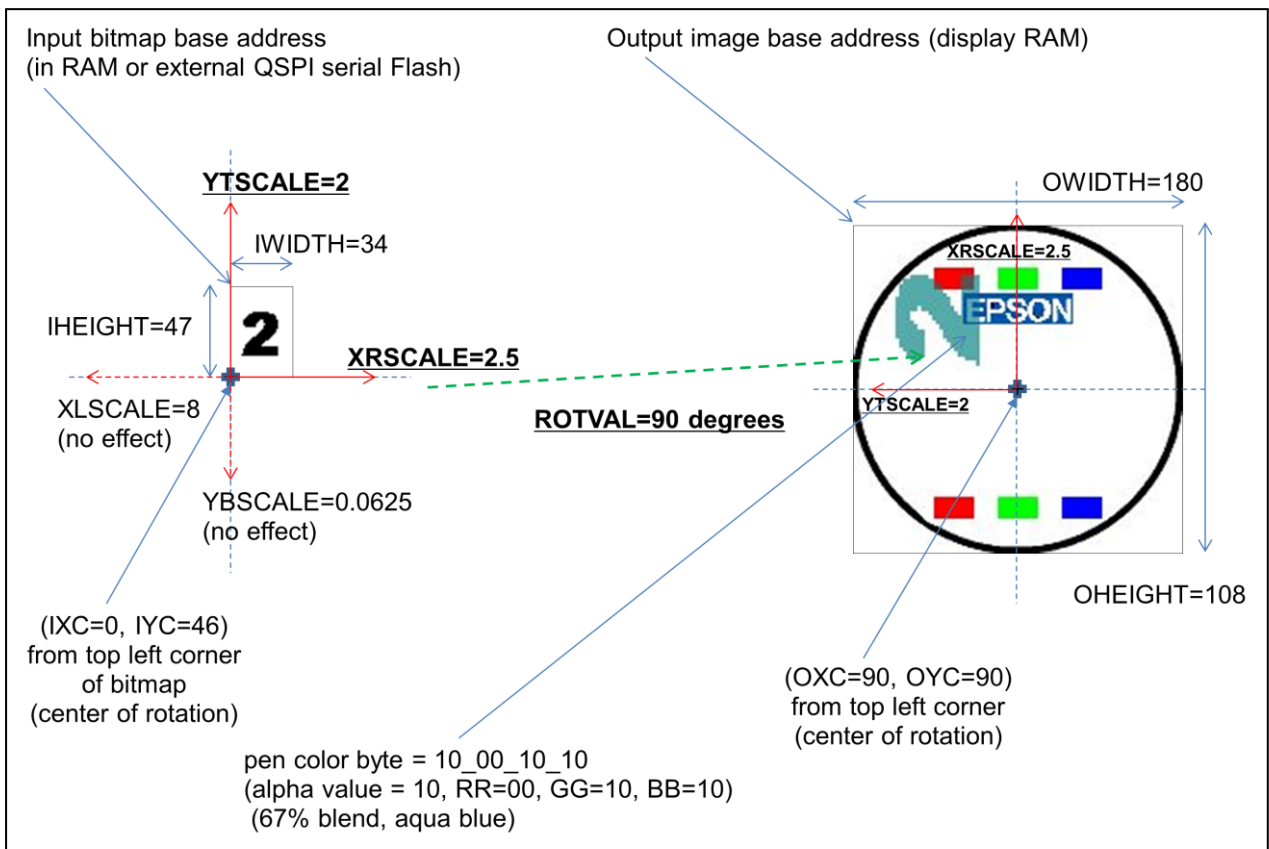 Input bitmap base address
(in RAM or external QSPI serial Flash)
Output image base address (display RAM)
YTSCALE=2
IWIDTH=34
IHEIGHT=47
2
XRSCALE=2.5
XLSCALE=8
(no effect)
YBSCALE=0.0625
(no effect)
ROTVAL=90 degrees
OWIDTH=180
XRSCALE=2.5
2
EPSON
YTSCALE=2
OHEIGHT=108
(IXC=0, IYC=46)
from top left corner
of bitmap
(center of rotation)
(OXC=90, OYC=90)
from top left corner
(center of rotation)
pen color byte = 10_00_10_10
(alpha value = 10, RR=00, GG=10, BB=10)
(67% blend, aqua blue)